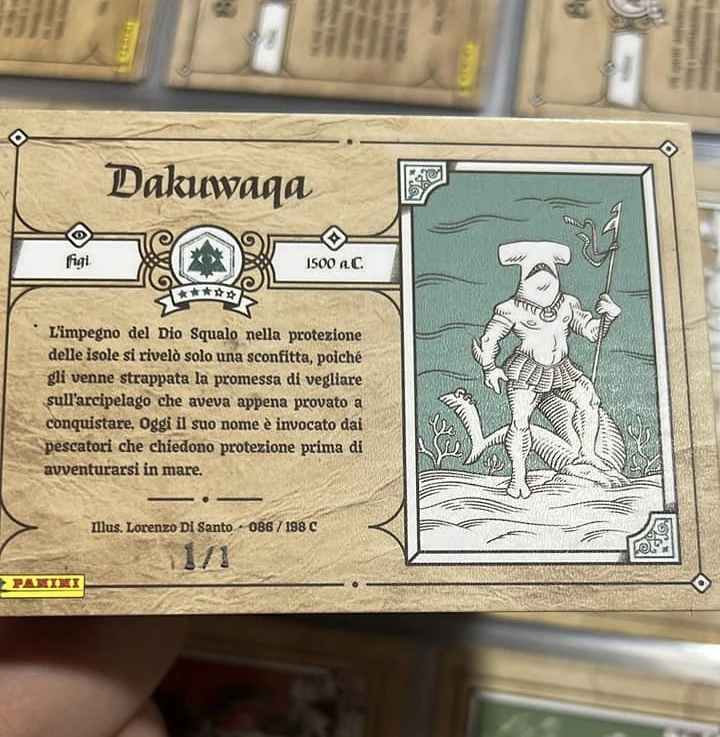 Dakuwaqa
Figi
1500 a.C.
L'impegno del Dio Squalo nella protezione
delle isole si rivelò solo una sconfitta, poiché
gli venne strappata la promessa di vegliare
sull'arcipelago che aveva appena provato a
conquistare. Oggi il suo nome è invocato dai
pescatori che chiedono protezione prima di
avventurarsi in mare.
Illus. Lorenzo Di Santo · 086 / 198 C
1/1
PANINI